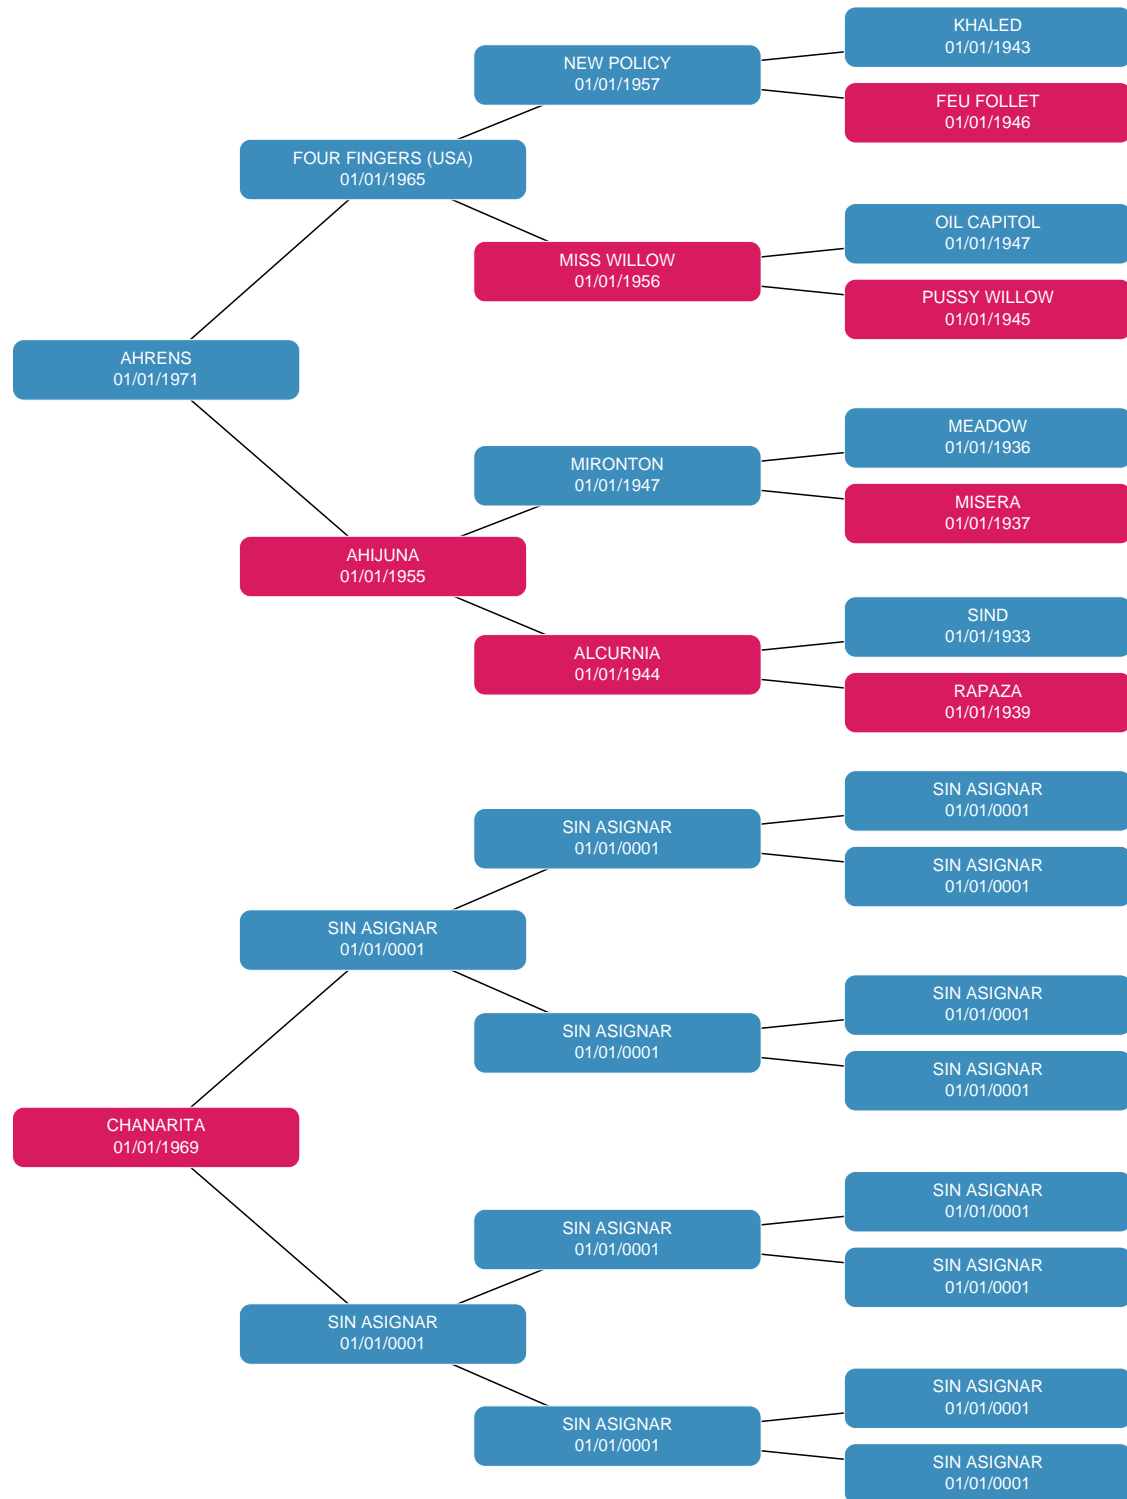 KHALED
01/01/1943
NEW POLICY
01/01/1957
FEU FOLLET
01/01/1946
FOUR FINGERS (USA)
01/01/1965
OIL CAPITOL
01/01/1947
MISS WILLOW
01/01/1956
PUSSY WILLOW
01/01/1945
AHRENS
01/01/1971
MEADOW
01/01/1936
MIRONTON
01/01/1947
MISERA
01/01/1937
AHIJUNA
01/01/1955
SIND
01/01/1933
ALCURNIA
01/01/1944
RAPAZA
01/01/1939
SIN ASIGNAR
01/01/0001
SIN ASIGNAR
01/01/0001
SIN ASIGNAR
01/01/0001
SIN ASIGNAR
01/01/0001
SIN ASIGNAR
01/01/0001
SIN ASIGNAR
01/01/0001
SIN ASIGNAR
01/01/0001
CHANARITA
01/01/1969
SIN ASIGNAR
01/01/0001
SIN ASIGNAR
01/01/0001
SIN ASIGNAR
01/01/0001
SIN ASIGNAR
01/01/0001
SIN ASIGNAR
01/01/0001
SIN ASIGNAR
01/01/0001
SIN ASIGNAR
01/01/0001